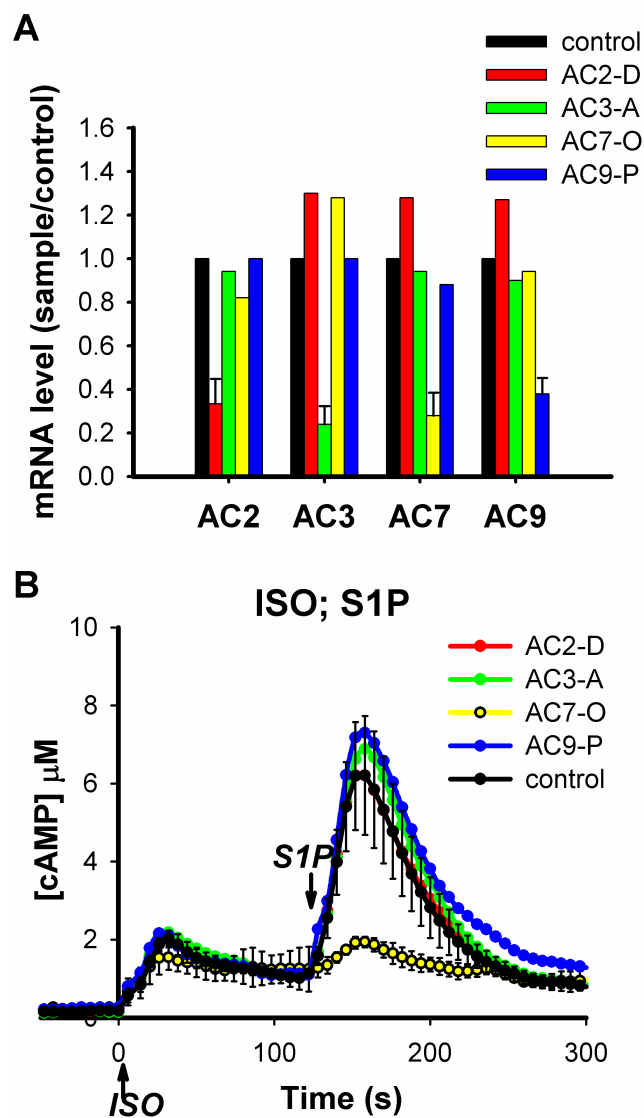 A
control
AC2-D
AC3-A
AC7-O
AC9-P
mRNA level (sample/control)
1.6
1.4
1.2
1.0
0.8
0.6
0.4
0.2
0.0
AC2 AC3 AC7 AC9
B
ISO; S1P
10
8
6
4
2
0
[cAMP] μM
AC2-D
AC3-A
AC7-O
AC9-P
control
S1P
0 100 200 300
ISO
Time (s)